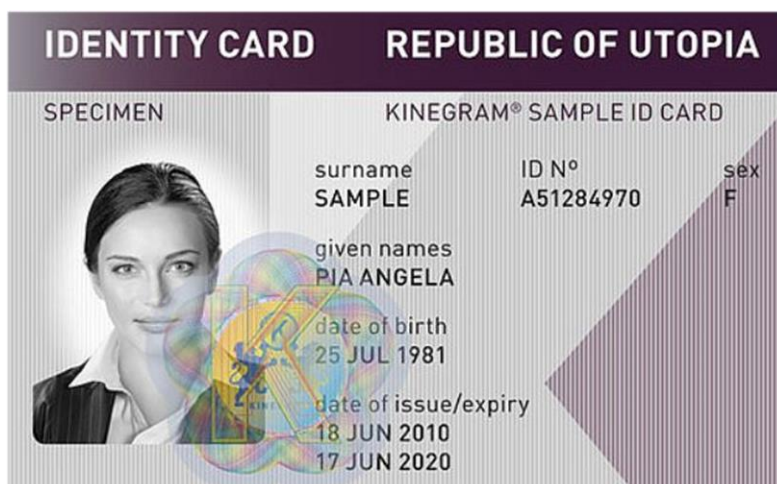 IDENTITY CARD REPUBLIC OF UTOPIA
SPECIMEN KINEGRAM® SAMPLE ID CARD
surname ID Nº sex
SAMPLE A51284970 F
given names
PIA ANGELA
date of birth
25 JUL 1981
date of issue/expiry
18 JUN 2010
17 JUN 2020